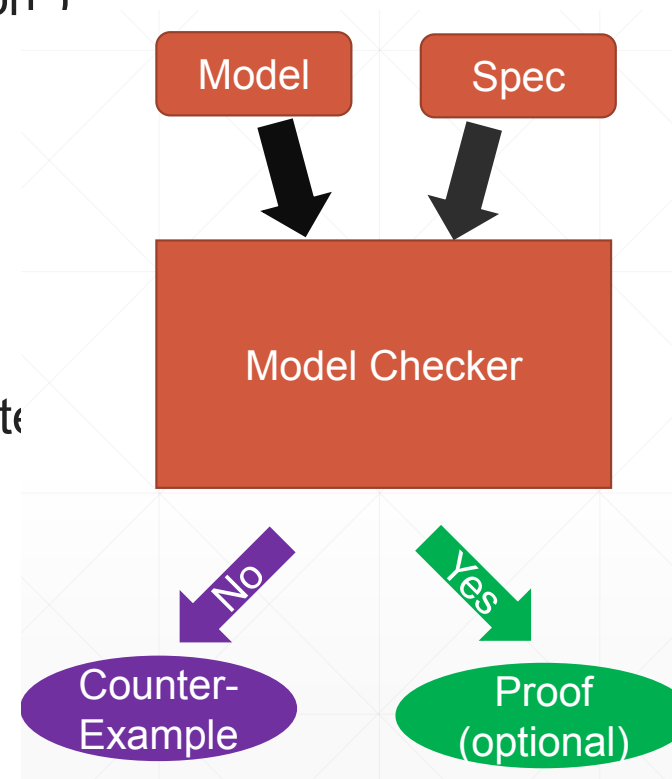 Model
Spec
Model Checker
No
Yes
Counter-
Example
Proof
(optional)